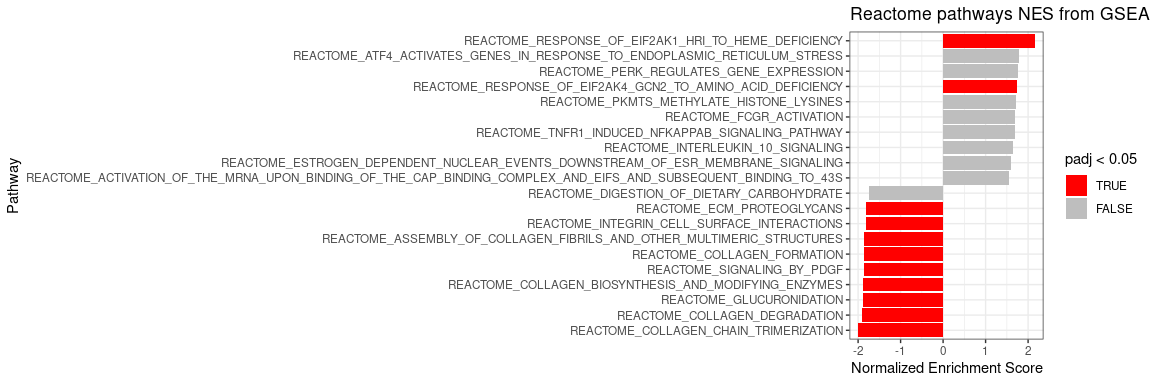 Reactome pathways NES from GSEA
REACTOME_RESPONSE_OF_EIF2AK1_HRI_TO_HEME_DEFICIENCY
REACTOME_ATF4_ACTIVATES_GENES_IN_RESPONSE_TO_ENDOPLASMIC_RETICULUM_STRESS
REACTOME_PERK_REGULATES_GENE_EXPRESSION
REACTOME_RESPONSE_OF_EIF2AK4_GCN2_TO_AMINO_ACID_DEFICIENCY
REACTOME_PKMTS_METHYLATE_HISTONE_LYSINES
REACTOME_FCGR_ACTIVATION
REACTOME_TNFR1_INDUCED_NFKAPPAB_SIGNALING_PATHWAY
REACTOME_INTERLEUKIN_10_SIGNALING
REACTOME_ESTROGEN_DEPENDENT_NUCLEAR_EVENTS_DOWNSTREAM_OF_ESR_MEMBRANE_SIGNALING
REACTOME_ACTIVATION_OF_THE_MRNA_UPON_BINDING_OF_THE_CAP_BINDING_COMPLEX_AND_EIFS_AND_SUBSEQUENT_BINDING_TO_43S
REACTOME_DIGESTION_OF_DIETARY_CARBOHYDRATE
REACTOME_ECM_PROTEOGLYCANS
REACTOME_INTEGRIN_CELL_SURFACE_INTERACTIONS
REACTOME_ASSEMBLY_OF_COLLAGEN_FIBRILS_AND_OTHER_MULTIMERIC_STRUCTURES
REACTOME_COLLAGEN_FORMATION
REACTOME_SIGNALING_BY_PDGF
REACTOME_COLLAGEN_BIOSYNTHESIS_AND_MODIFYING_ENZYMES
REACTOME_GLUCURONIDATION
REACTOME_COLLAGEN_DEGRADATION
REACTOME_COLLAGEN_CHAIN_TRIMERIZATION
Pathway
-2 -1 0 1 2
Normalized Enrichment Score
padj < 0.05
TRUE
FALSE